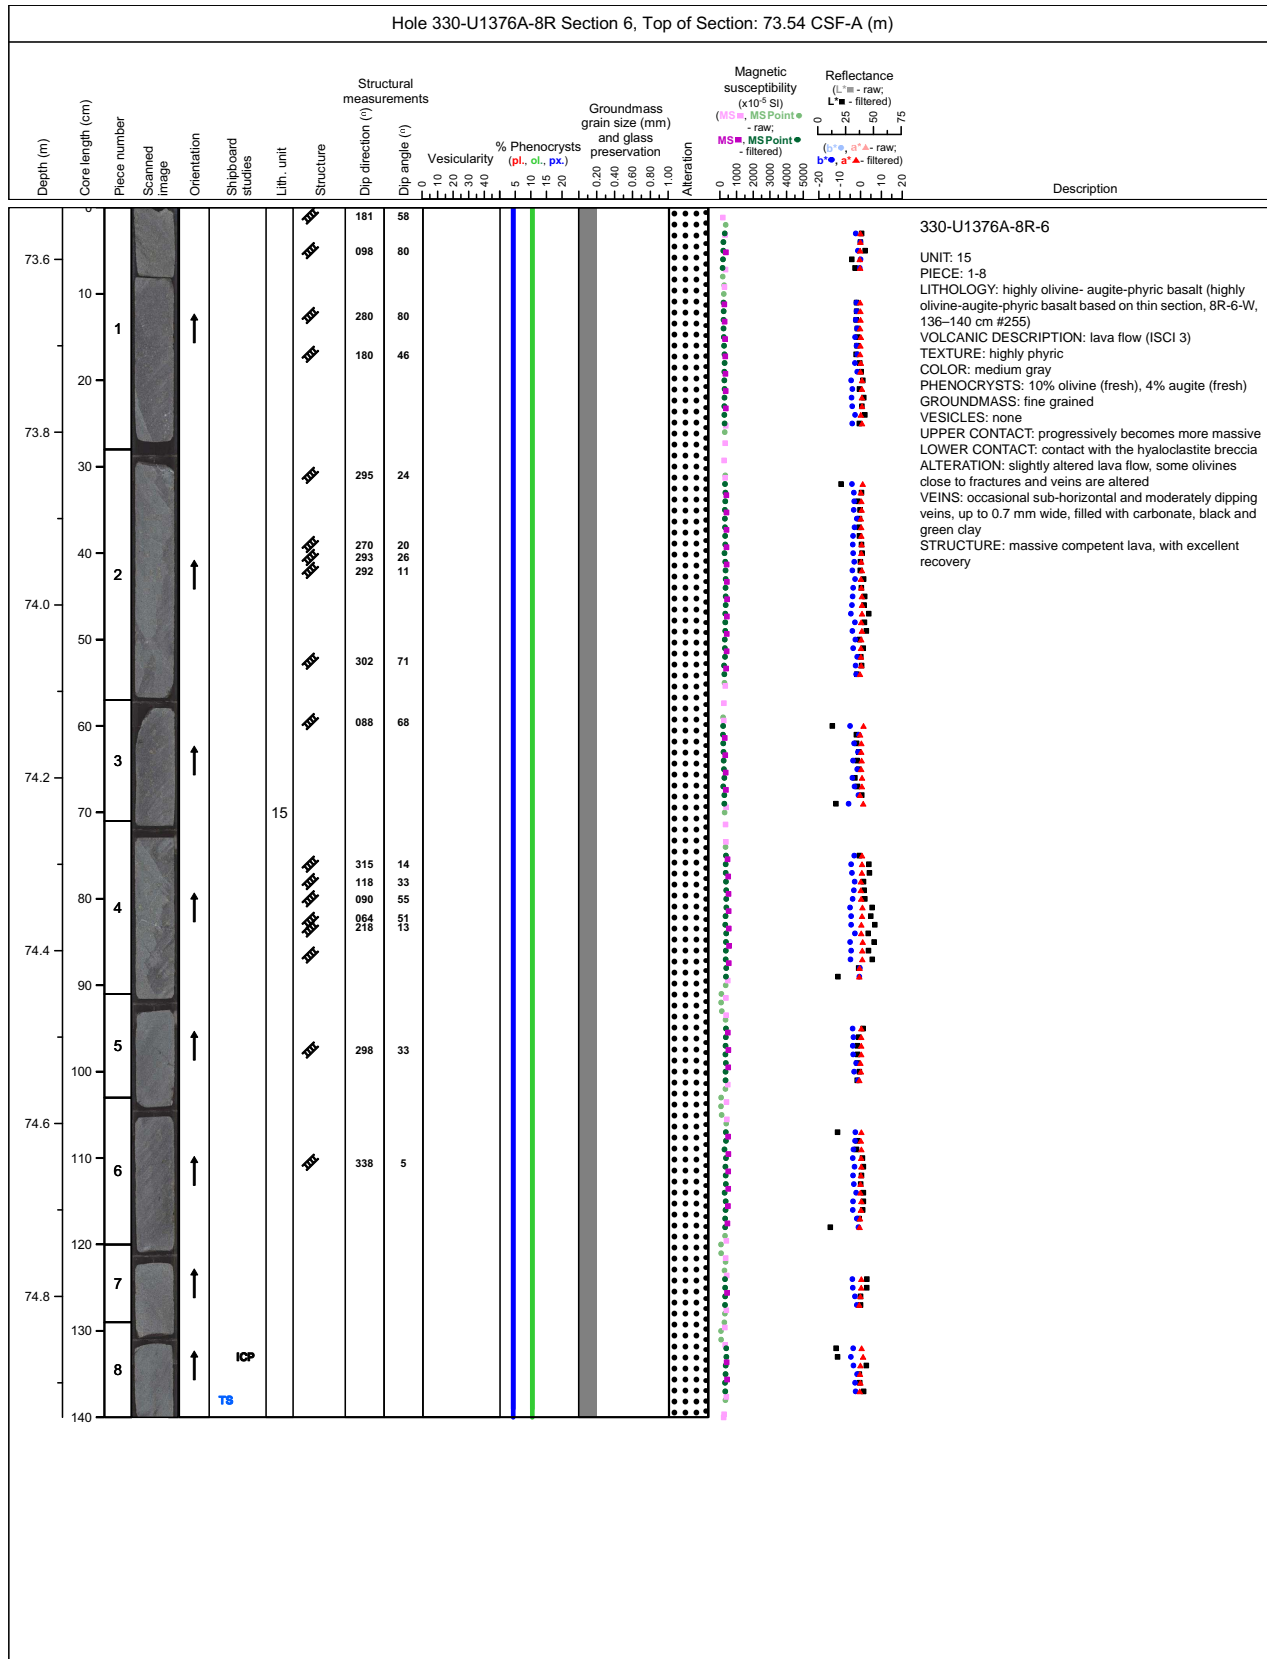 Hole 330-U1376A-8R Section 6, Top of Section: 73.54 CSF-A (m)
Depth (m)
Core length (cm)
Piece number
Scanned
image
Orientation
Shipboard
studies
Lith. unit
Structure
Structural
measurements
Dip direction (°)
Dip angle (°)
Vesicularity
0 10 20 30 40
% Phenocrysts
(pl., ol., px.)
5 10 15 20
Groundmass
grain size (mm)
and glass
preservation
0.20 0.40 0.60 0.80 1.00
Alteration
Magnetic
susceptibility
(x10-5 SI)
(MS■, MSPoint●
- raw;
MS■, MSPoint●
- filtered)
0 1000 2000 3000 4000 5000
Reflectance
(L*■ - raw;
L*■ - filtered)
0 25 50 75
(b*●, a*▲- raw;
b*●, a*▲- filtered)
-20 -10 0 10 20
Description
330-U1376A-8R-6
UNIT: 15
PIECE: 1-8
LITHOLOGY: highly olivine- augite-phyric basalt (highly
olivine-augite-phyric basalt based on thin section, 8R-6-W,
136–140 cm #255)
VOLCANIC DESCRIPTION: lava flow (ISCI 3)
TEXTURE: highly phyric
COLOR: medium gray
PHENOCRYSTS: 10% olivine (fresh), 4% augite (fresh)
GROUNDMASS: fine grained
VESICLES: none
UPPER CONTACT: progressively becomes more massive
LOWER CONTACT: contact with the hyaloclastite breccia
ALTERATION: slightly altered lava flow, some olivines
close to fractures and veins are altered
VEINS: occasional sub-horizontal and moderately dipping
veins, up to 0.7 mm wide, filled with carbonate, black and
green clay
STRUCTURE: massive competent lava, with excellent
recovery
73.6
73.8
74.0
74.2
74.4
74.6
74.8
0
10
20
30
40
50
60
70
80
90
100
110
120
130
140
1
2
3
4
5
6
7
8
ICP
TS
15
181 58
098 80
280 80
180 46
295 24
270 20
293 26
292 11
302 71
088 68
315 14
118 33
090 55
064 51
218 13
298 33
338 5